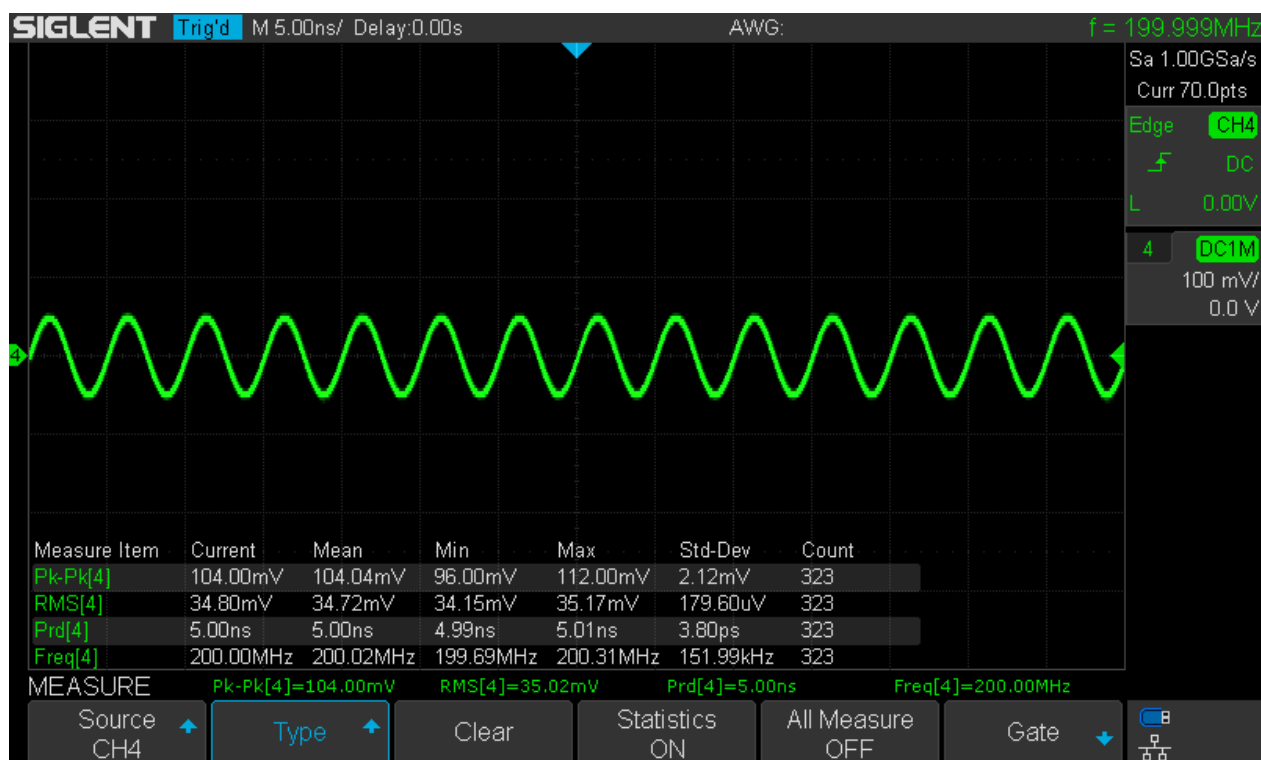 SIGLENT Trig'd M 5.00ns/ Delay:0.00s AWG: f = 199.999MHz
Sa 1.00GSa/s
Curr 70.0pts
Edge CH4
DC
L 0.00V
4 DC1M
100 mV/
0.0 V
4
Measure Item Current Mean Min Max Std-Dev Count
Pk-Pk[4] 104.00mV 104.04mV 96.00mV 112.00mV 2.12mV 323
RMS[4] 34.80mV 34.72mV 34.15mV 35.17mV 179.60uV 323
Prd[4] 5.00ns 5.00ns 4.99ns 5.01ns 3.80ps 323
Freq[4] 200.00MHz 200.02MHz 199.69MHz 200.31MHz 151.99kHz 323
MEASURE Pk-Pk[4]=104.00mV RMS[4]=35.02mV Prd[4]=5.00ns Freq[4]=200.00MHz
Source
CH4
Type
Clear
Statistics
ON
All Measure
OFF
Gate